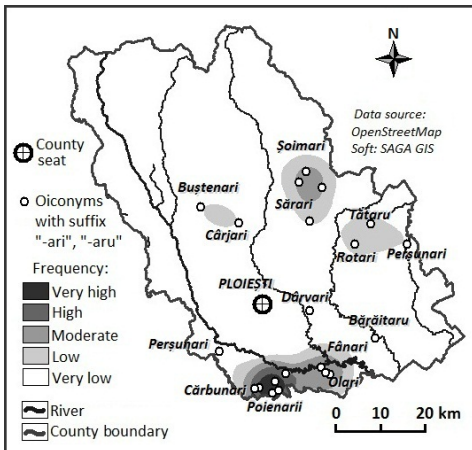 N
Data source:
OpenStreetMap
Soft: SAGA GIS
County
seat
Oiconyms
with suffix
"-ari", "-aru"
Frequency:
Very high
High
Moderate
Low
Very low
River
County boundary
Șoimari
Sărari
Buștenari
Cârjari
Tătaru
Rotari
Perșunari
PLOIEȘTI
Dârvari
Bărăitaru
Perșuhari
Fânari
Cărbunari
Olari
Poienarii
0 10 20 km